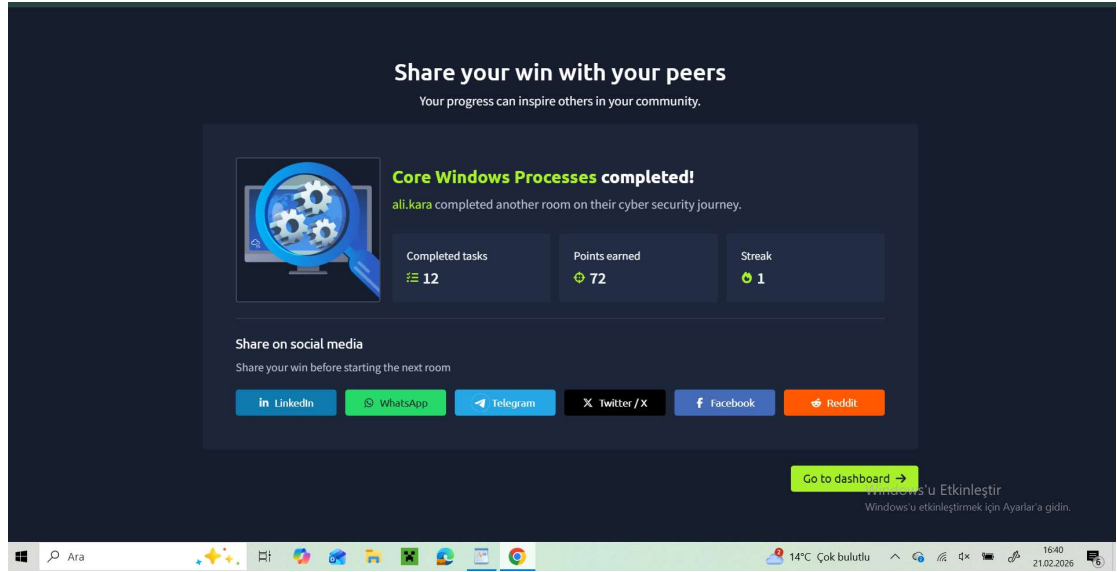 Share your win with your peers
Your progress can inspire others in your community.
Core Windows Processes completed!
ali.kara completed another room on their cyber security journey.
Completed tasks
12
Points earned
72
Streak
1
Share on social media
Share your win before starting the next room
in LinkedIn
WhatsApp
Telegram
X Twitter / X
f Facebook
Reddit
Go to dashboard →
Windows'u Etkinleştir
Windows'u etkinleştirmek için Ayarlar'a gidin.
Ara
2
14°C Çok bulutlu
16:40
21.02.2026
6